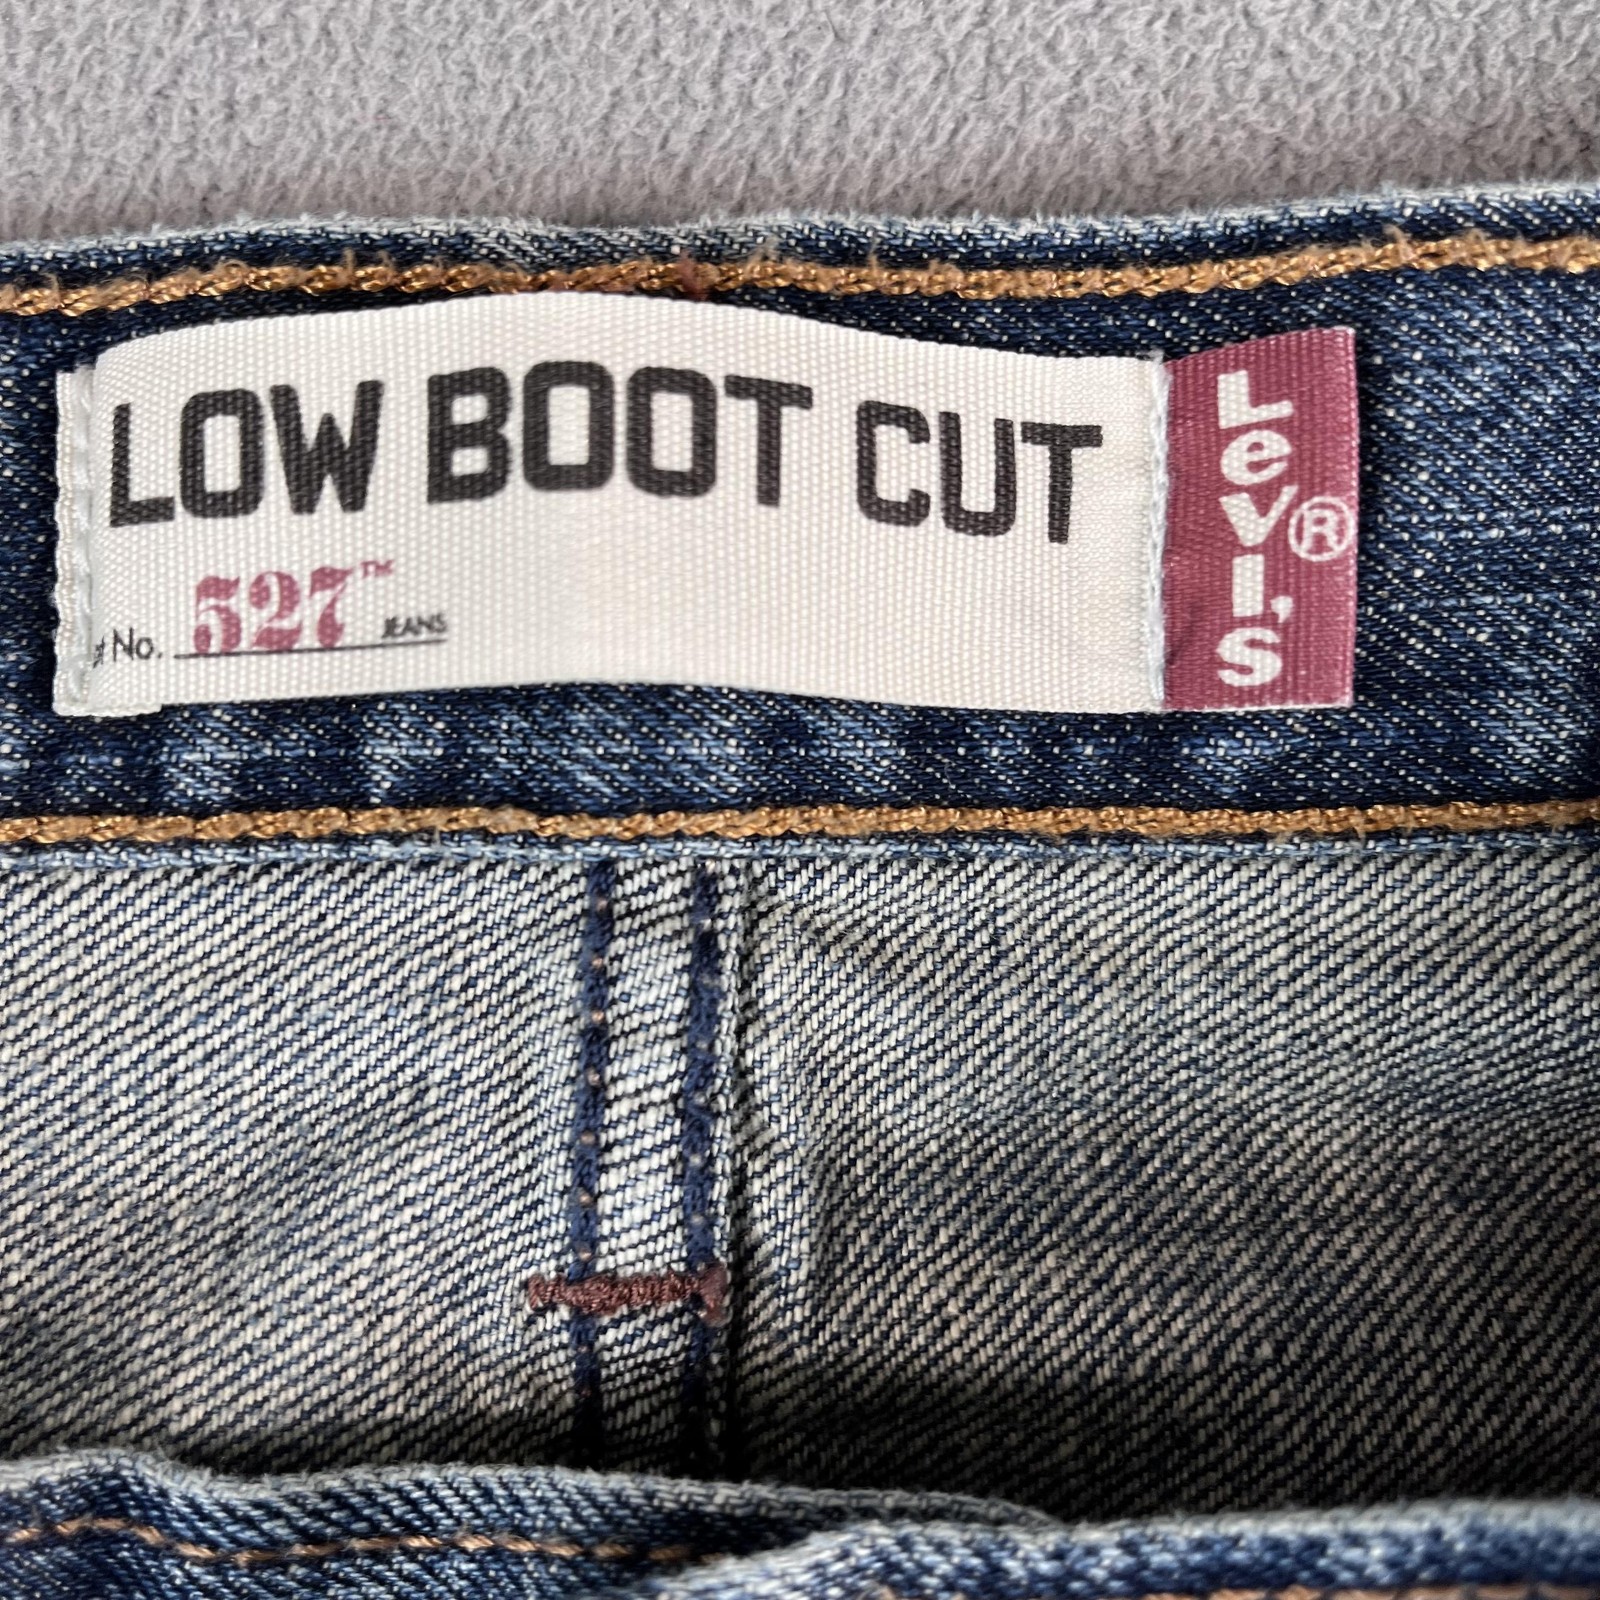 LOW BOOT CUT
No. 527™ JEANS
Levi's®